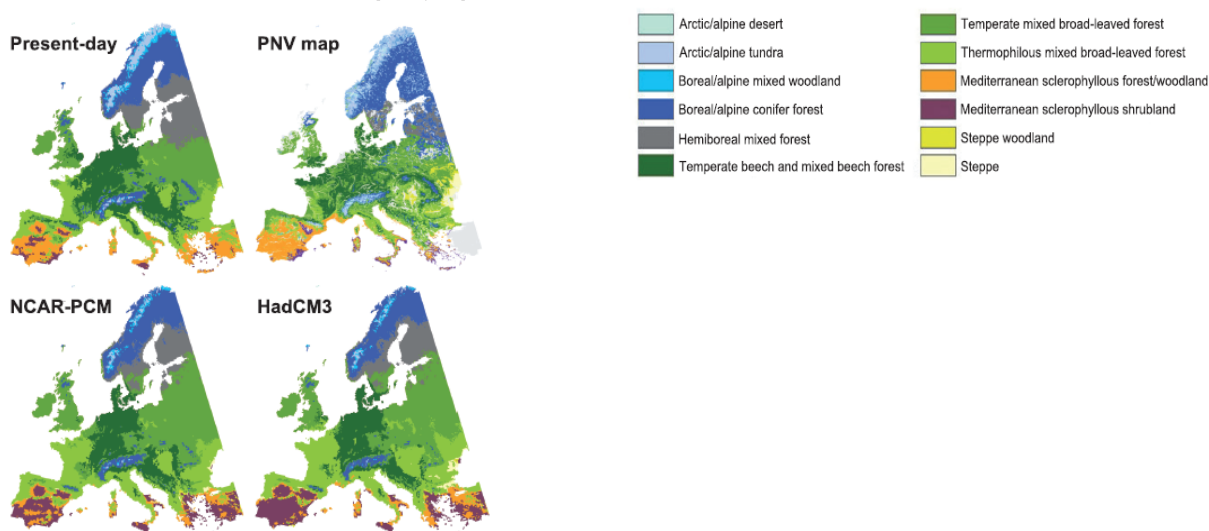 Present-day
PNV map
NCAR-PCM
HadCM3
Arctic/alpine desert
Arctic/alpine tundra
Boreal/alpine mixed woodland
Boreal/alpine conifer forest
Hemiboreal mixed forest
Temperate beech and mixed beech forest
Temperate mixed broad-leaved forest
Thermophilous mixed broad-leaved forest
Mediterranean sclerophyllous forest/woodland
Mediterranean sclerophyllous shrubland
Steppe woodland
Steppe